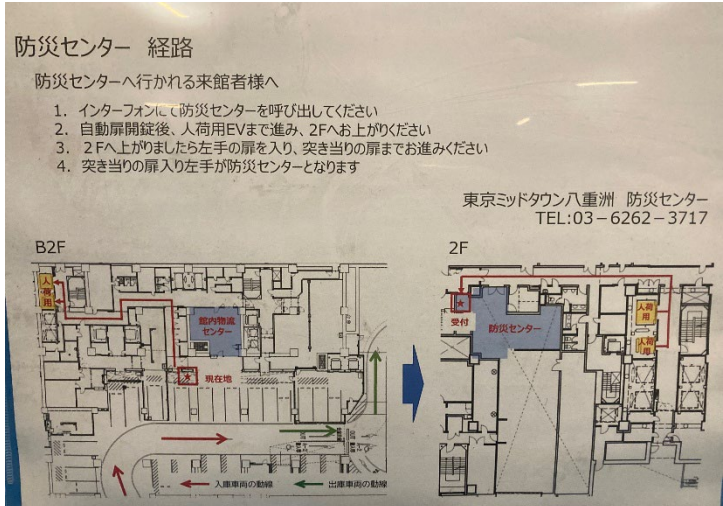 防災センター 経路
防災センターへ行かれる来館者様へ
1. インターフォンにて防災センターを呼び出してください
2. 自動扉開錠後、人荷用EVまで進み、2Fへお上がりください
3. 2Fへ上がりましたら左手の扉を入り、突き当りの扉までお進みください
4. 突き当りの扉入り左手が防災センターとなります
東京ミッドタウン八重洲 防災センター
TEL:03-6262-3717
B2F
人荷用
館内物流
センター
現在地
入庫車両の動線
出庫車両の動線
2F
受付
防災センター
人荷用
人荷用